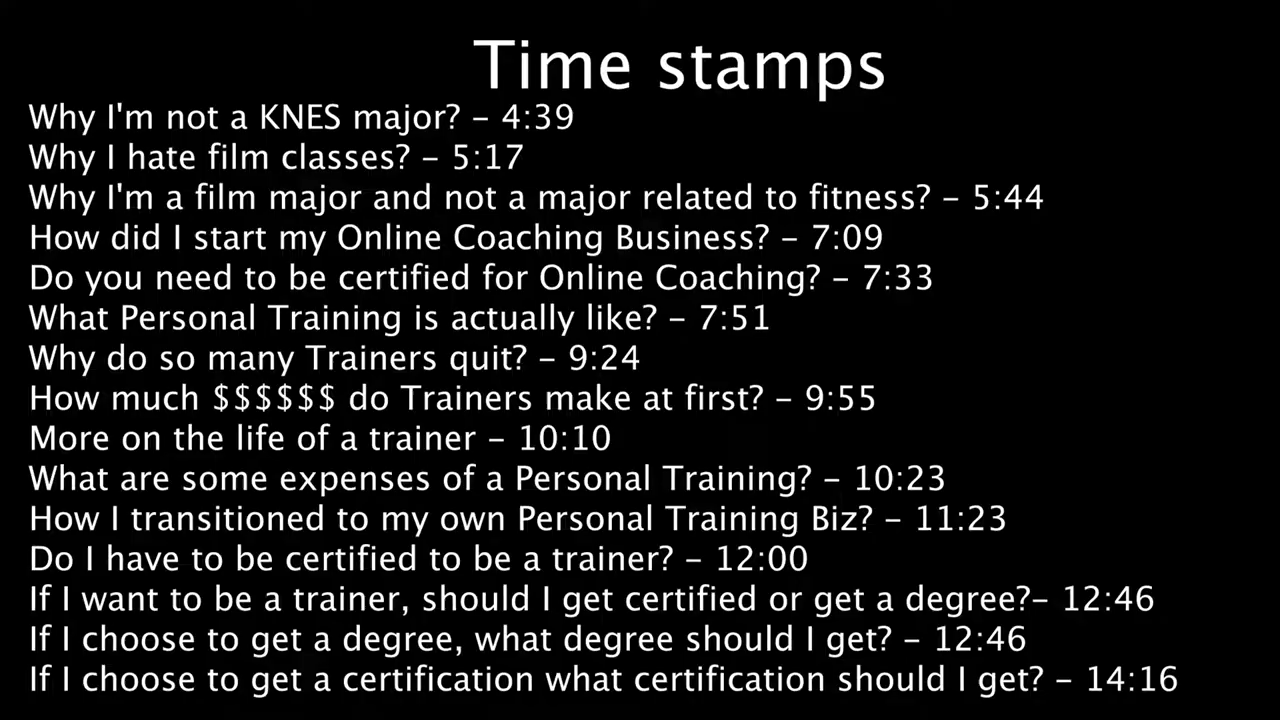 Time stamps
Why I'm not a KNES major? – 4:39
Why I hate film classes? – 5:17
Why I'm a film major and not a major related to fitness? – 5:44
How did I start my Online Coaching Business? – 7:09
Do you need to be certified for Online Coaching? – 7:33
What Personal Training is actually like? – 7:51
Why do so many Trainers quit? – 9:24
How much $$$$$$ do Trainers make at first? – 9:55
More on the life of a trainer – 10:10
What are some expenses of a Personal Training? – 10:23
How I transitioned to my own Personal Training Biz? – 11:23
Do I have to be certified to be a trainer? – 12:00
If I want to be a trainer, should I get certified or get a degree?– 12:46
If I choose to get a degree, what degree should I get? – 12:46
If I choose to get a certification what certification should I get? – 14:16